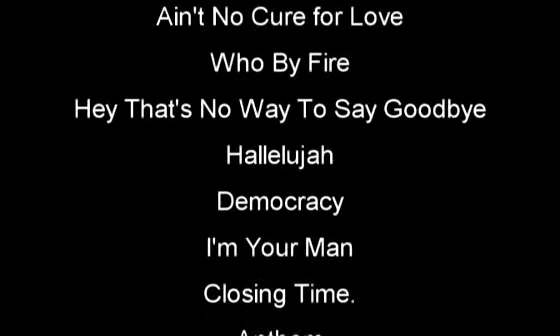 Ain't No Cure for Love
Who By Fire
Hey That's No Way To Say Goodbye
Hallelujah
Democracy
I'm Your Man
Closing Time.
Anthem